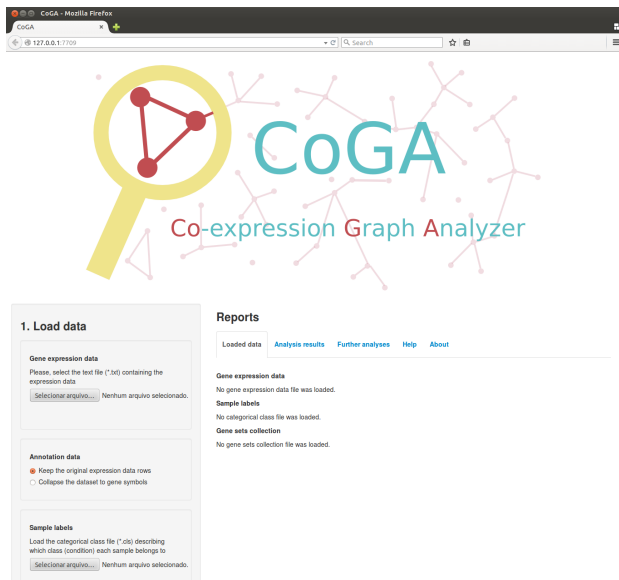 CoGA - Mozilla Firefox
CoGA × +
127.0.0.1:7709 Search
CoGA
Co-expression Graph Analyzer
1. Load data
Gene expression data
Please, select the text file (*.txt) containing the
expression data
Selecionar arquivo... Nenhum arquivo selecionado.
Annotation data
Keep the original expression data rows
Collapse the dataset to gene symbols
Sample labels
Load the categorical class file (*.cls) describing
which class (condition) each sample belongs to
Selecionar arquivo... Nenhum arquivo selecionado.
Reports
Loaded data Analysis results Further analyses Help About
Gene expression data
No gene expression data file was loaded.
Sample labels
No categorical class file was loaded.
Gene sets collection
No gene sets collection file was loaded.